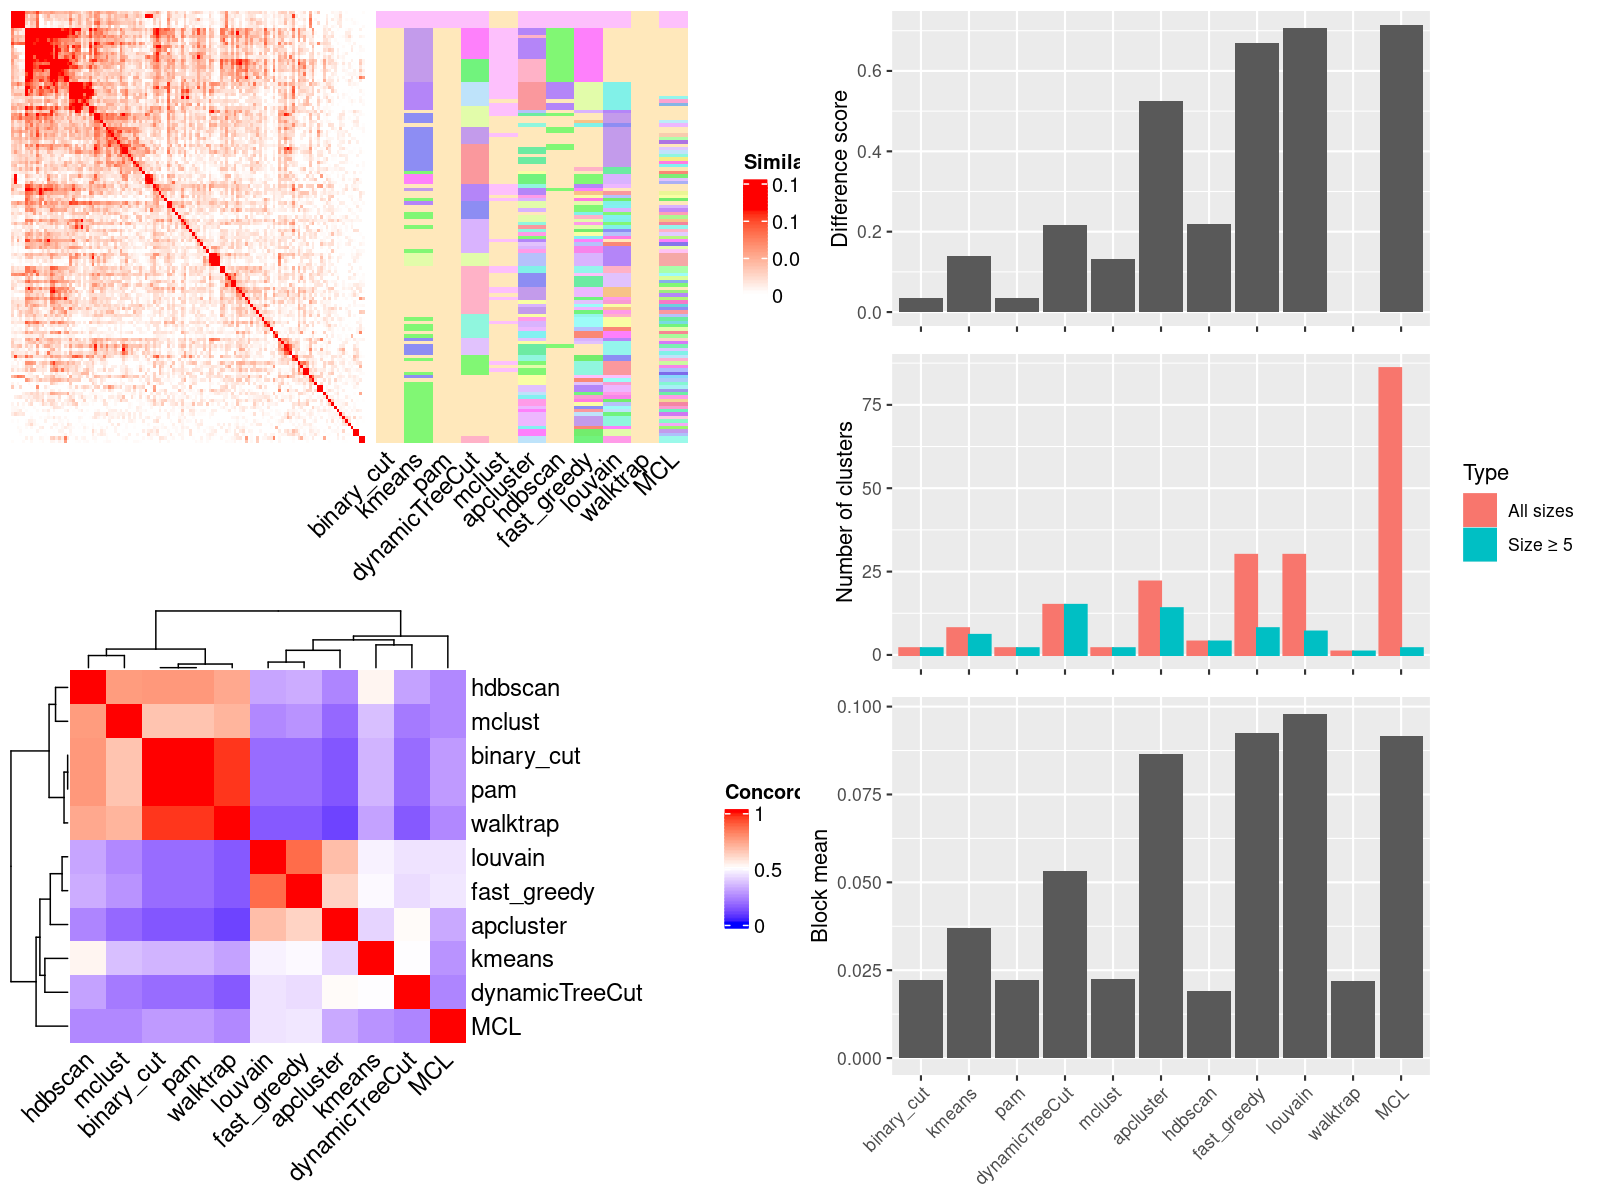 Simila
0.1
0.1
0.0
0
binary_cut
kmeans
pam
dynamicTreeCut
mclust
apcluster
hdbscan
fast_greedy
louvain
walktrap
MCL
hdbscan
mclust
binary_cut
pam
walktrap
louvain
fast_greedy
apcluster
kmeans
dynamicTreeCut
MCL
hdbscan
mclust
binary_cut
pam
walktrap
louvain
fast_greedy
apcluster
kmeans
dynamicTreeCut
MCL
Concord
1
0.5
0
Difference score
0.6
0.4
0.2
0.0
Number of clusters
75
50
25
0
Type
All sizes
Size ≥ 5
Block mean
0.100
0.075
0.050
0.025
0.000
binary_cut
kmeans
pam
dynamicTreeCut
mclust
apcluster
hdbscan
fast_greedy
louvain
walktrap
MCL